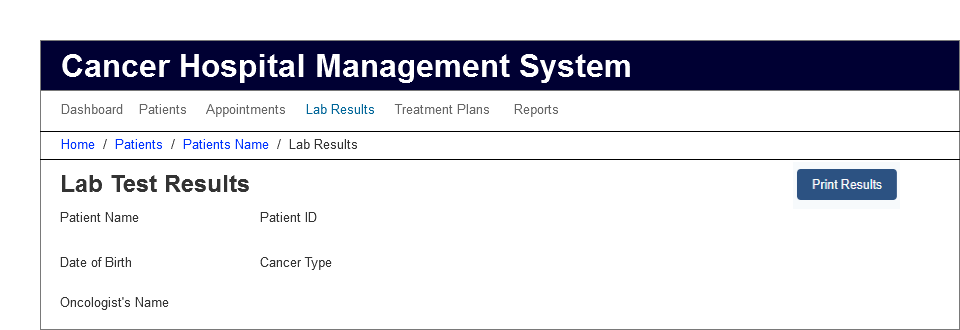 Cancer Hospital Management System
Dashboard Patients Appointments Lab Results Treatment Plans Reports
Home / Patients / Patients Name / Lab Results
Lab Test Results Print Results
Patient Name Patient ID
Date of Birth Cancer Type
Oncologist's Name